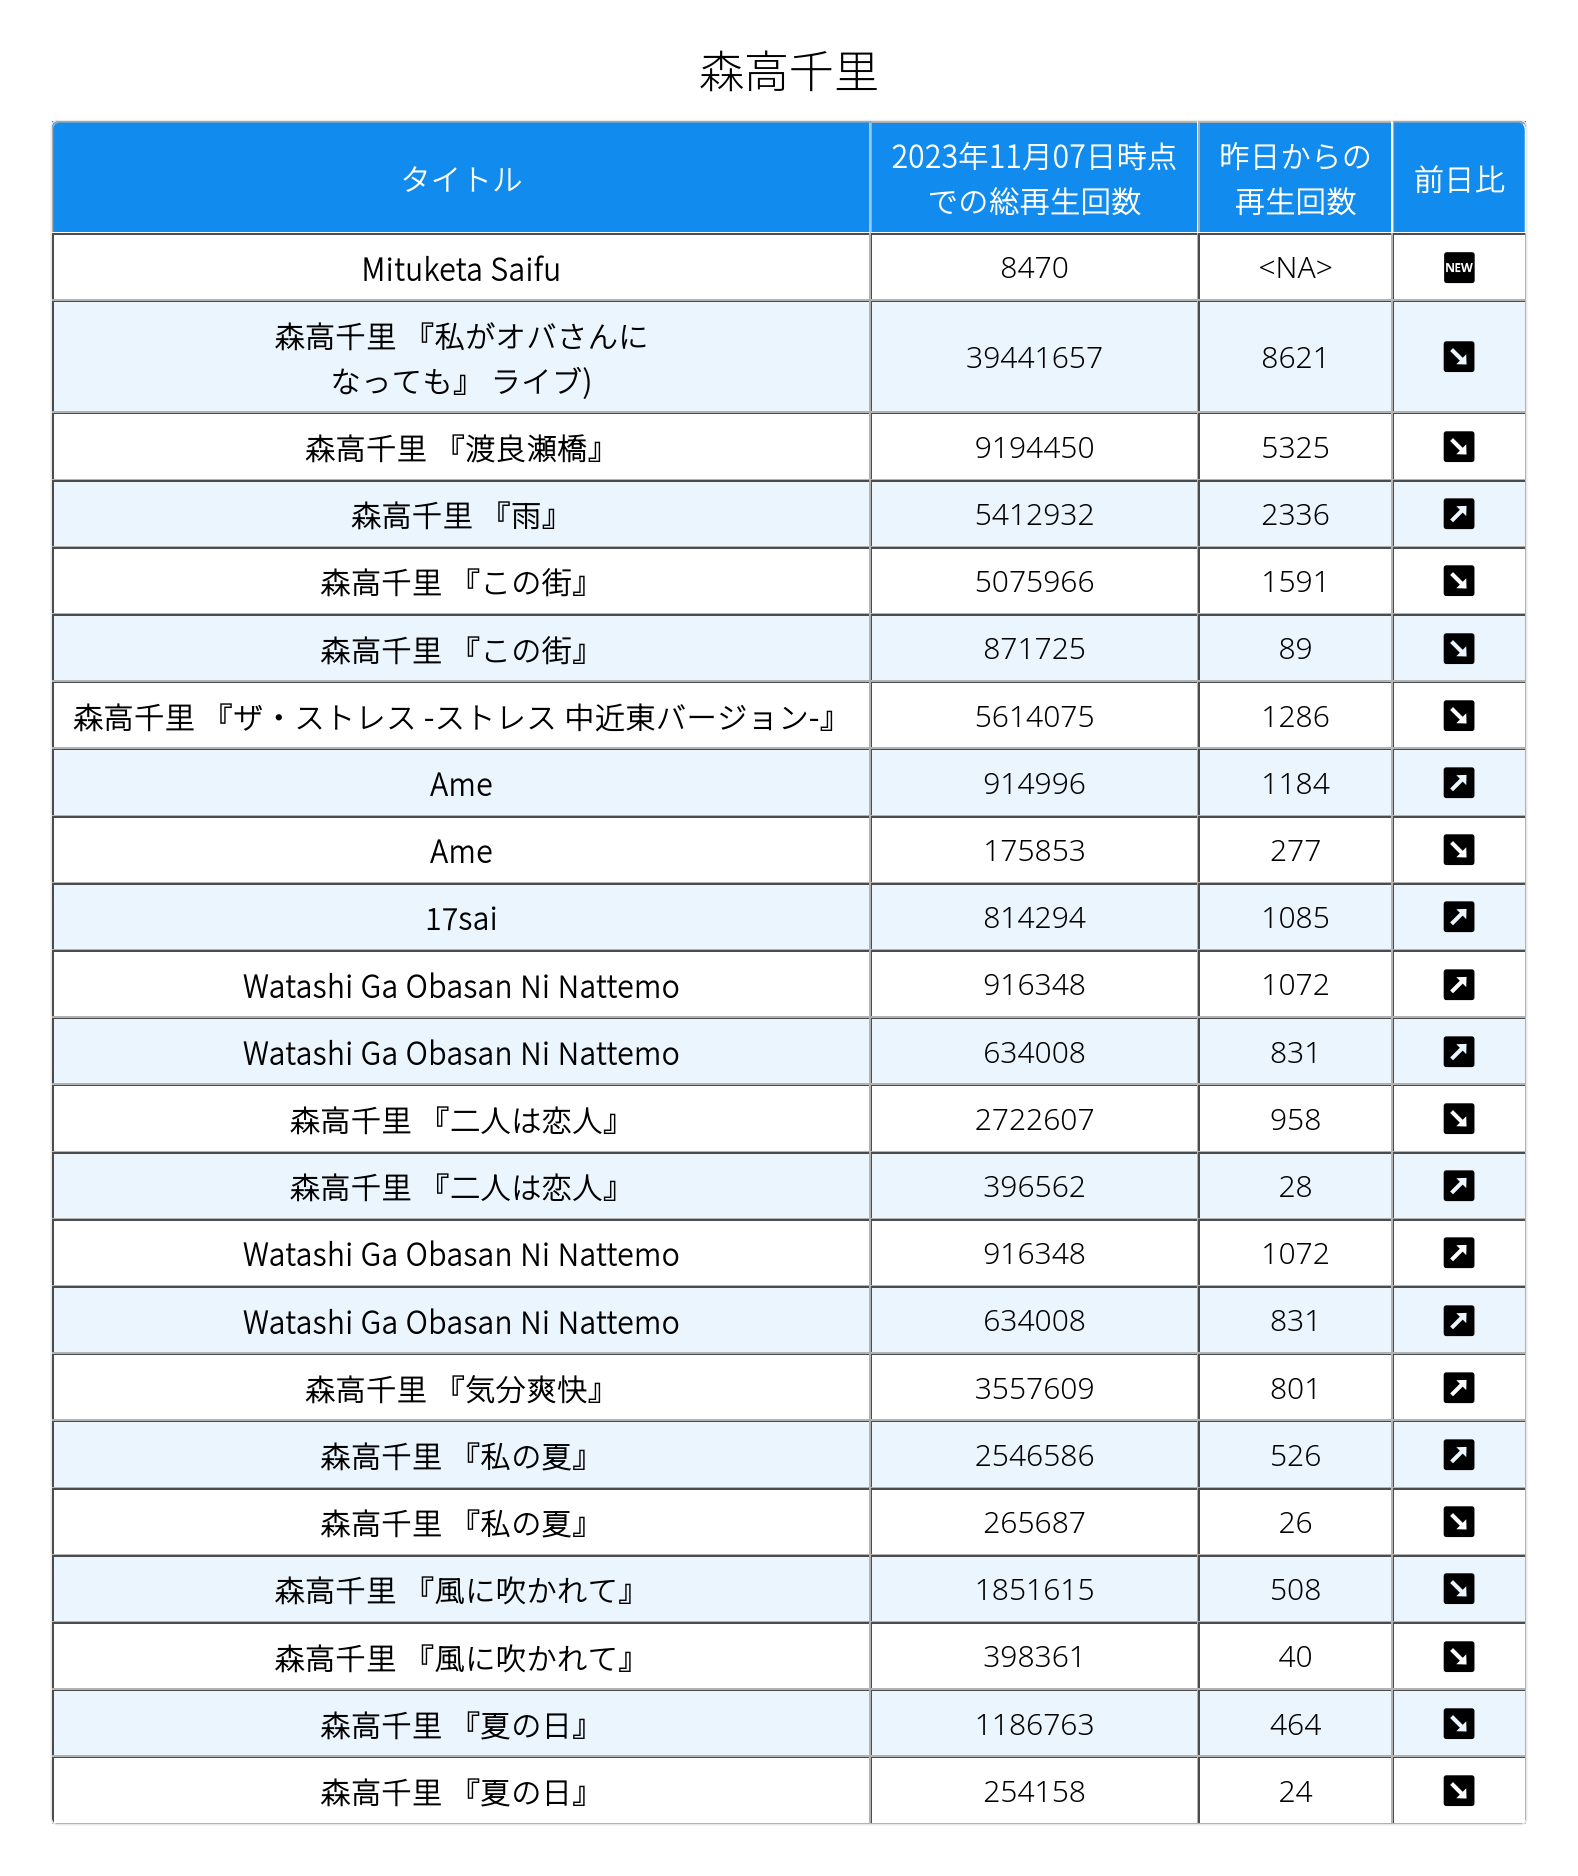 森高千里
タイトル
2023年11月07日時点
での総再生回数
昨日からの
再生回数
前日比
Mituketa Saifu 8470 <NA> NEW
森高千里 『私がオバさんに
なっても』 ライブ) 39441657 8621
森高千里 『渡良瀬橋』 9194450 5325
森高千里 『雨』 5412932 2336
森高千里 『この街』 5075966 1591
森高千里 『この街』 871725 89
森高千里 『ザ・ストレス -ストレス 中近東バージョン-』 5614075 1286
Ame 914996 1184
Ame 175853 277
17sai 814294 1085
Watashi Ga Obasan Ni Nattemo 916348 1072
Watashi Ga Obasan Ni Nattemo 634008 831
森高千里 『二人は恋人』 2722607 958
森高千里 『二人は恋人』 396562 28
Watashi Ga Obasan Ni Nattemo 916348 1072
Watashi Ga Obasan Ni Nattemo 634008 831
森高千里 『気分爽快』 3557609 801
森高千里 『私の夏』 2546586 526
森高千里 『私の夏』 265687 26
森高千里 『風に吹かれて』 1851615 508
森高千里 『風に吹かれて』 398361 40
森高千里 『夏の日』 1186763 464
森高千里 『夏の日』 254158 24